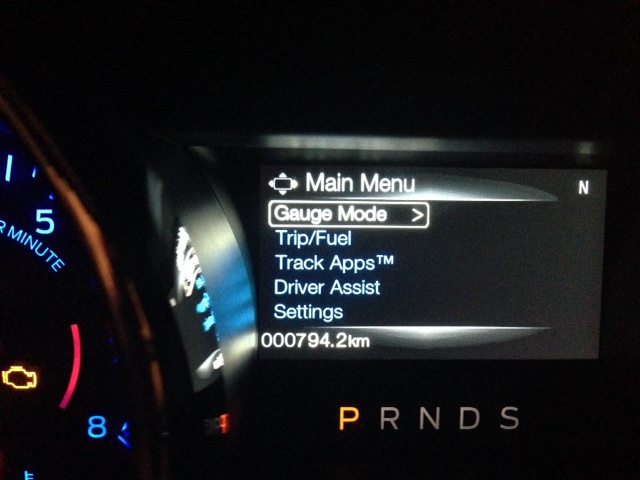 Main Menu
N
Gauge Mode >
Trip/Fuel
Track Apps™
Driver Assist
Settings
000794.2km
P R N D S
5
R MINUTE
8